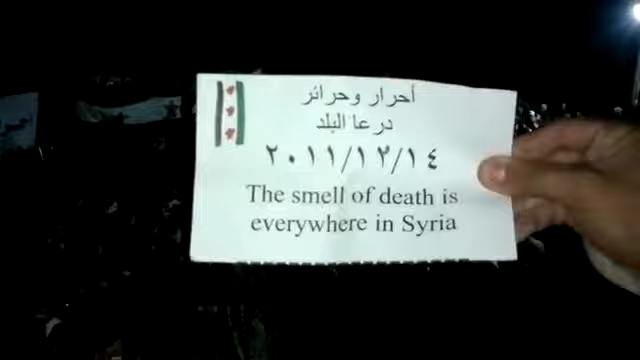 أحرار وحرائر
درعا البلد
٢٠١١/١٢/١٤
The smell of death is
everywhere in Syria